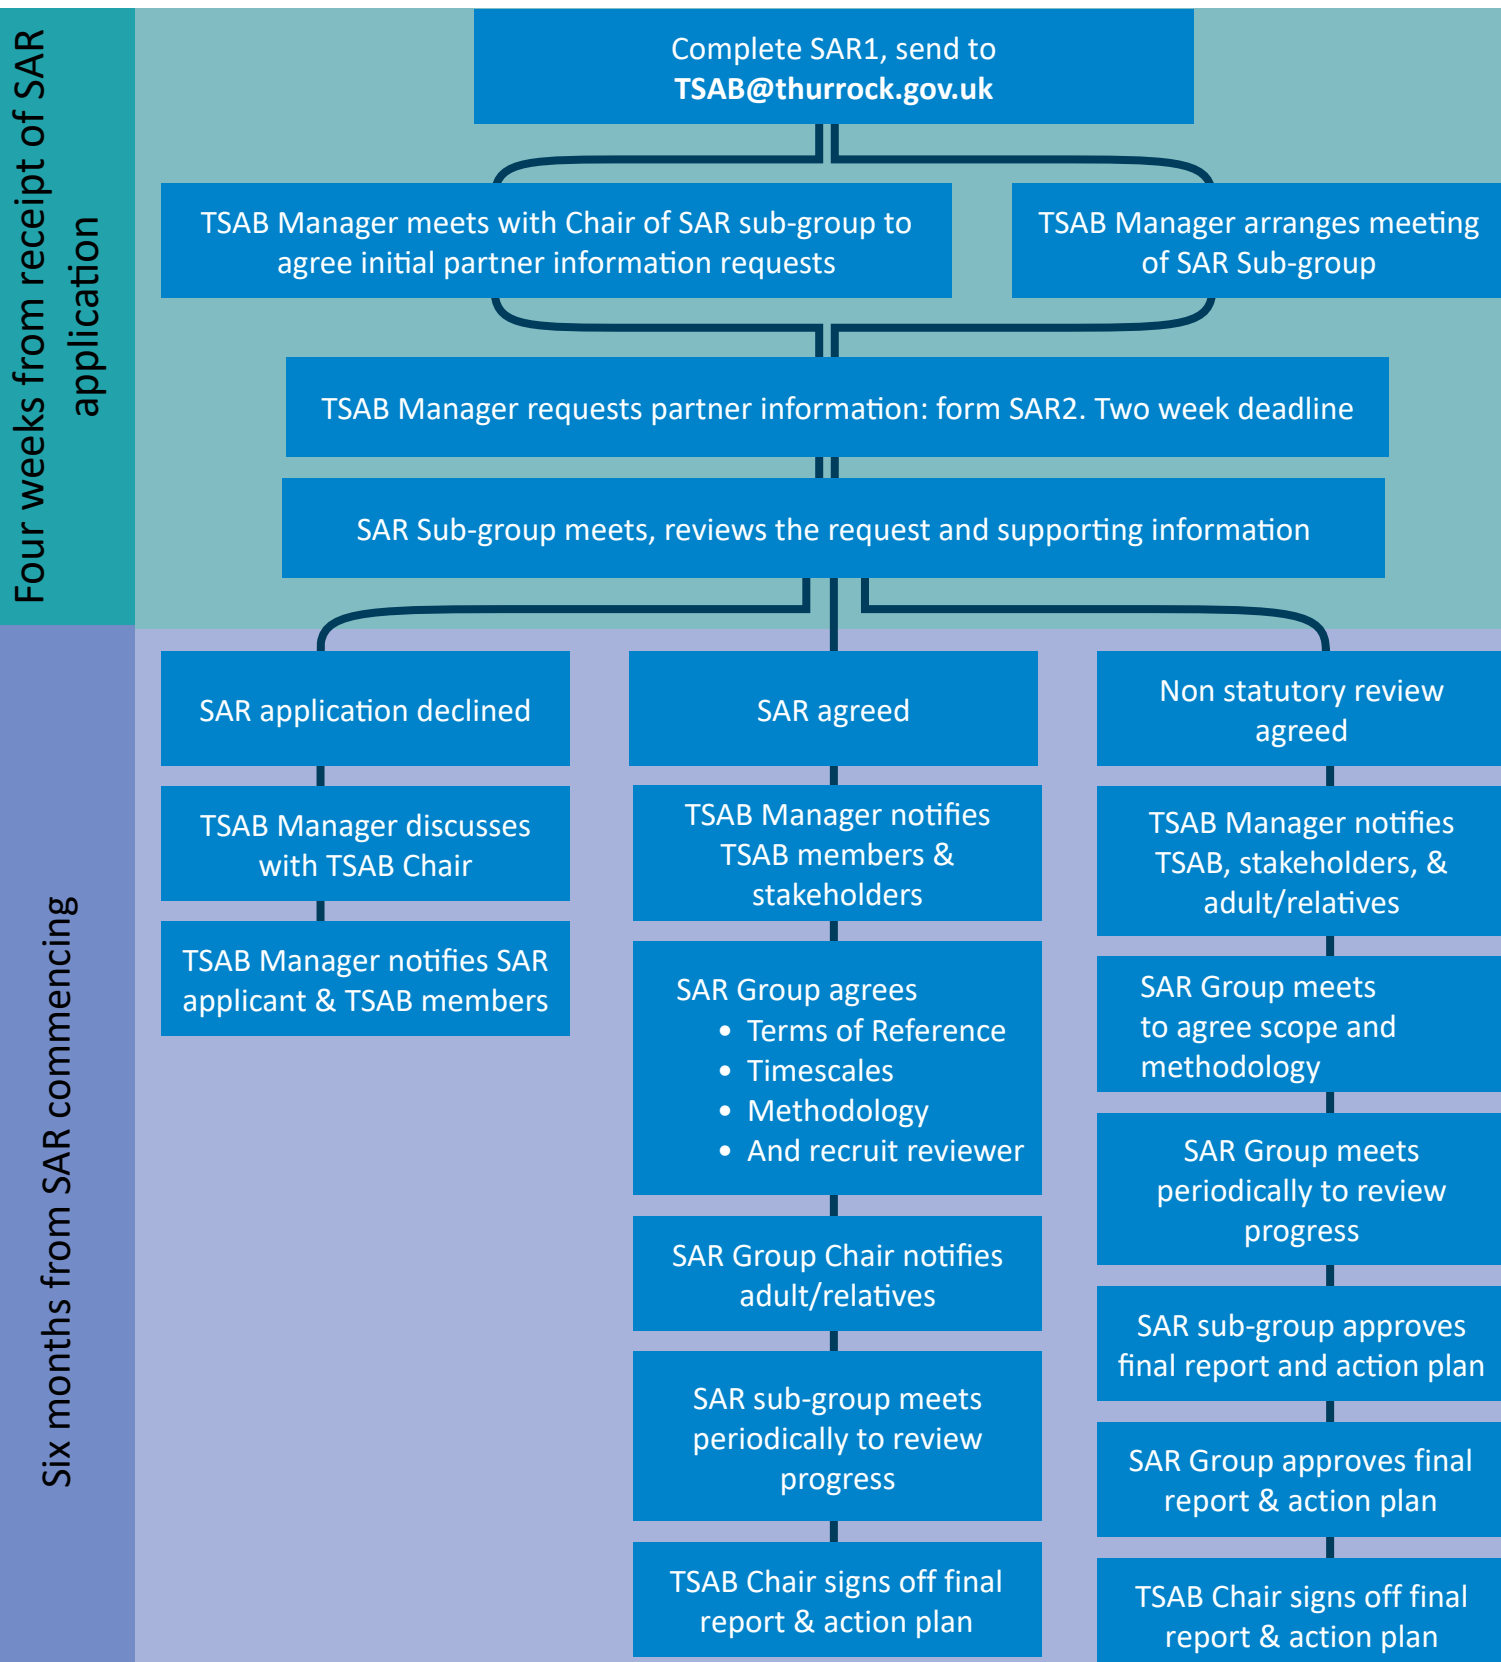 Four weeks from receipt of SAR
application
Complete SAR1, send to
TSAB@thurrock.gov.uk
TSAB Manager meets with Chair of SAR sub-group to
agree initial partner information requests
TSAB Manager arranges meeting
of SAR Sub-group
TSAB Manager requests partner information: form SAR2. Two week deadline
SAR Sub-group meets, reviews the request and supporting information
Six months from SAR commencing
SAR application declined
TSAB Manager discusses
with TSAB Chair
TSAB Manager notifies SAR
applicant & TSAB members
SAR agreed
TSAB Manager notifies
TSAB members &
stakeholders
SAR Group agrees
• Terms of Reference
• Timescales
• Methodology
• And recruit reviewer
SAR Group Chair notifies
adult/relatives
SAR sub-group meets
periodically to review
progress
TSAB Chair signs off final
report & action plan
Non statutory review
agreed
TSAB Manager notifies
TSAB, stakeholders, &
adult/relatives
SAR Group meets
to agree scope and
methodology
SAR Group meets
periodically to review
progress
SAR sub-group approves
final report and action plan
SAR Group approves final
report & action plan
TSAB Chair signs off final
report & action plan